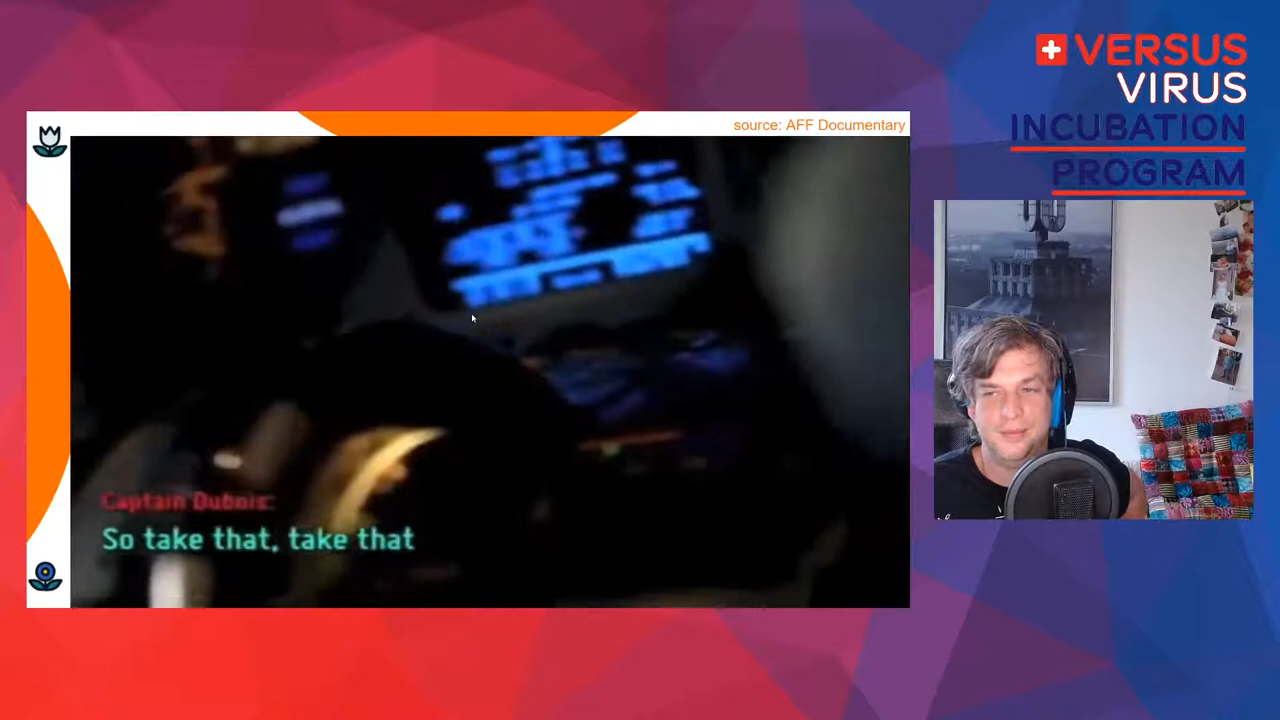 VERSUS
VIRUS
INCUBATION
PROGRAM
source: AFF Documentary
Captain Dubois:
So take that, take that